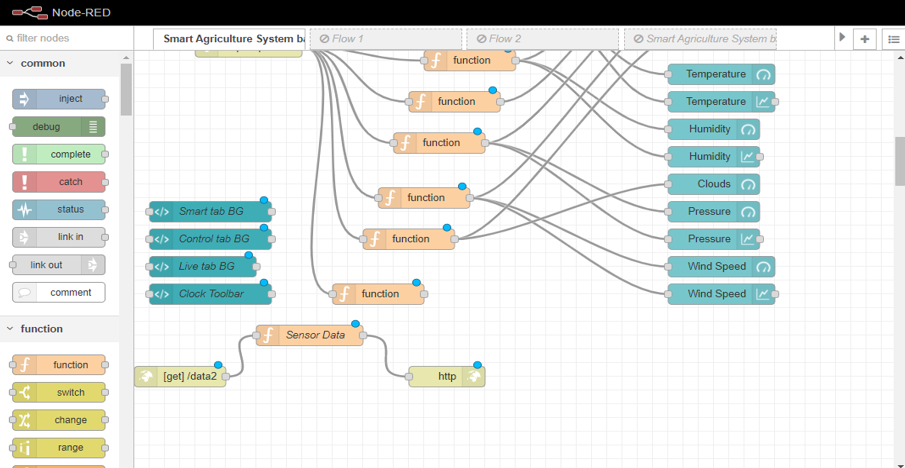 Node-RED
filter nodes
Smart Agriculture System ba
Flow 1
Flow 2
Smart Agriculture System b
common
inject
debug
complete
catch
status
link in
link out
comment
function
function
switch
change
range
function
function
function
function
function
function
Smart tab BG
Control tab BG
Live tab BG
Clock Toolbar
Sensor Data
[get] /data2
http
Temperature
Temperature
Humidity
Humidity
Clouds
Pressure
Pressure
Wind Speed
Wind Speed